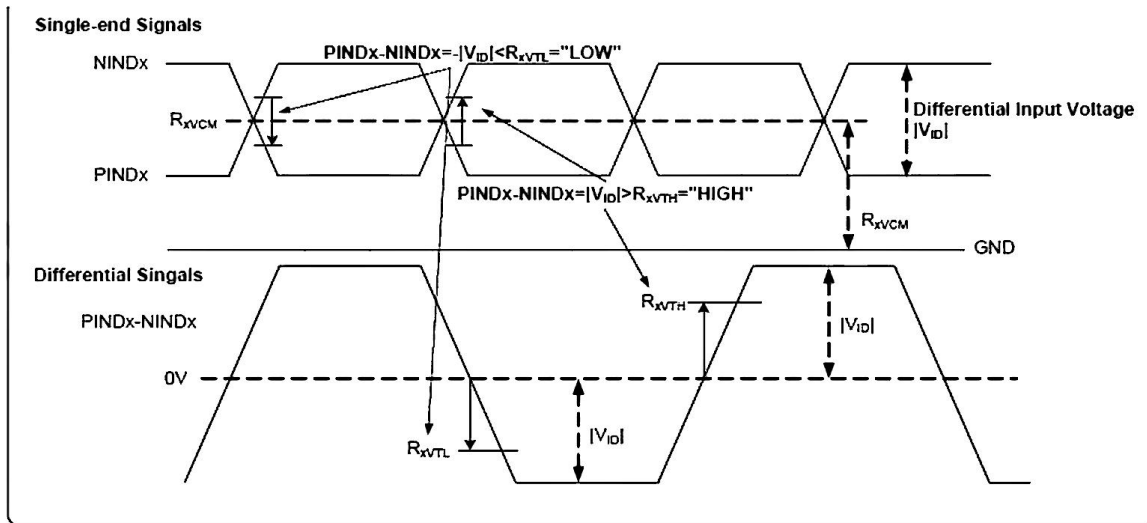 Single-end Signals
PINDx-NINDx=-|VID|<RxVTL="LOW"
NINDx
Differential Input Voltage
|VID|
RxVCM
PINDx
PINDx-NINDx=|VID|>RxVTH="HIGH"
RxVCM
GND
Differential Singals
RxVTH
PINDx-NINDx
|VID|
0V
|VID|
RxVTL